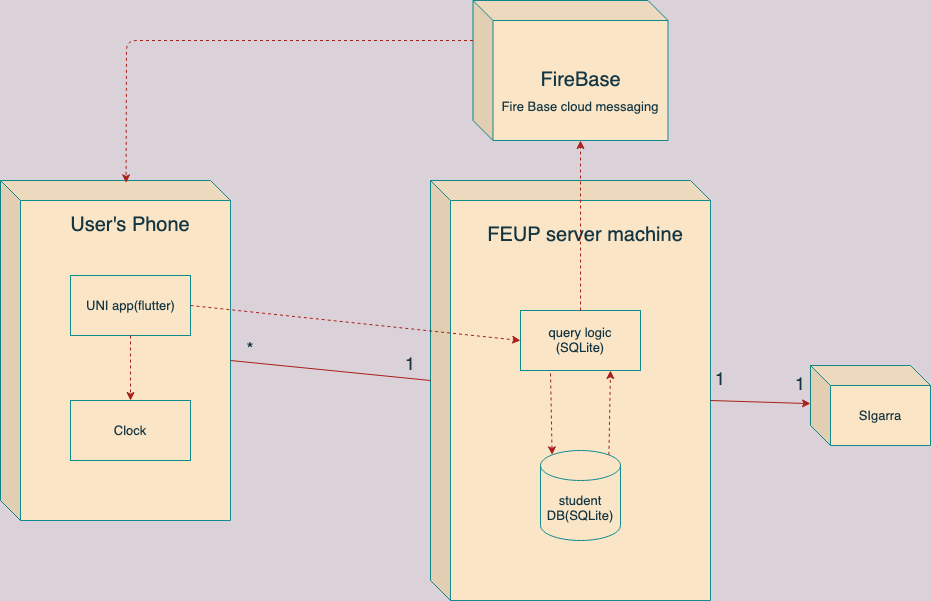 FireBase
Fire Base cloud messaging
User's Phone
UNI app(flutter)
Clock
*
1
FEUP server machine
query logic
(SQLite)
student
DB(SQLite)
1
1
SIgarra